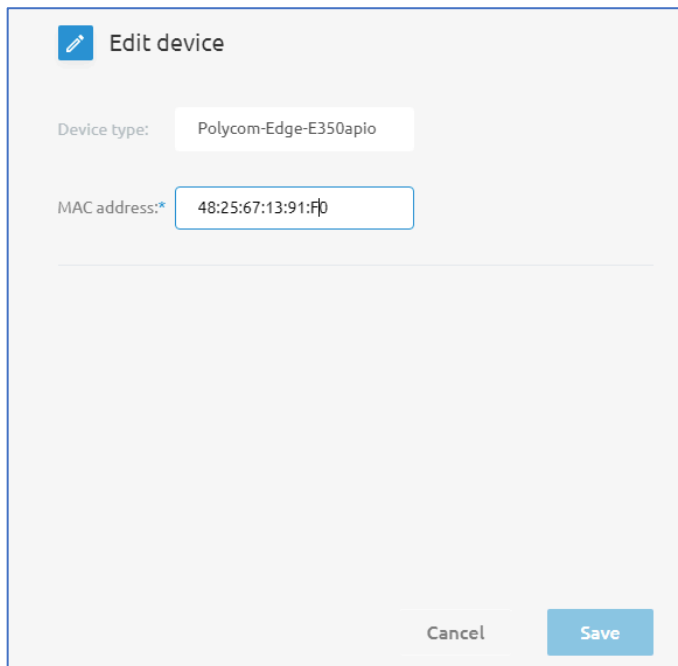 Edit device
Device type: Polycom-Edge-E350apio
MAC address:* 48:25:67:13:91:F0
Cancel Save